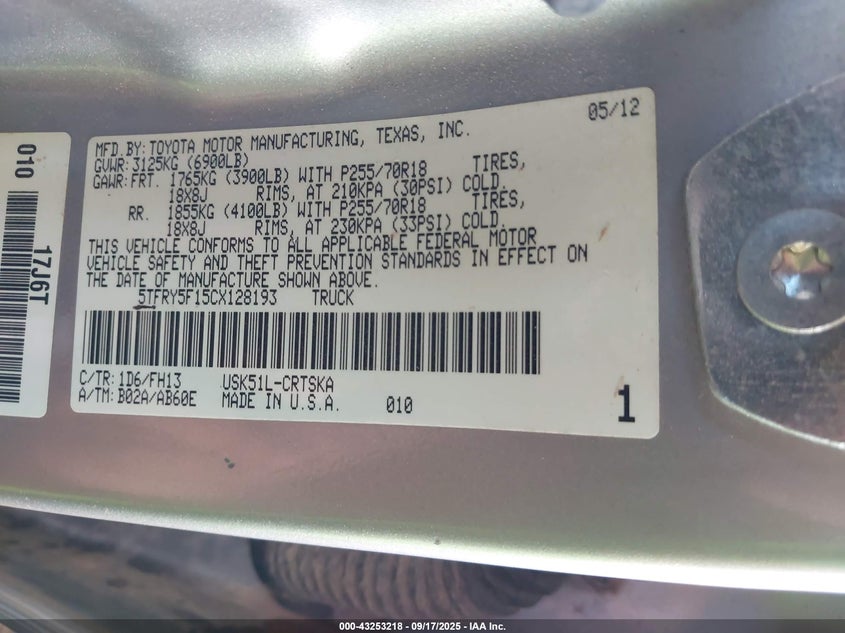 05/12
MFD.BY:TOYOTA MOTOR MANUFACTURING, TEXAS, INC.
GVWR:3125KG (6900LB)
GAWR:FRT. 1765KG (3900LB) WITH P255/70R18 TIRES,
18X8J RIMS, AT 210KPA (30PSI) COLD.
RR. 1855KG (4100LB) WITH P255/70R18 TIRES,
18X8J RIMS, AT 230KPA (33PSI) COLD.
THIS VEHICLE CONFORMS TO ALL APPLICABLE FEDERAL MOTOR
VEHICLE SAFETY AND THEFT PREVENTION STANDARDS IN EFFECT ON
THE DATE OF MANUFACTURE SHOWN ABOVE.
5TFRY5F15CX128193 TRUCK
C/TR:1D6/FH13 USK51L-CRTSKA
A/TM:B02A/AB60E MADE IN U.S.A. 010
1
010
17J6T
000-43253218 - 09/17/2025 - IAA Inc.